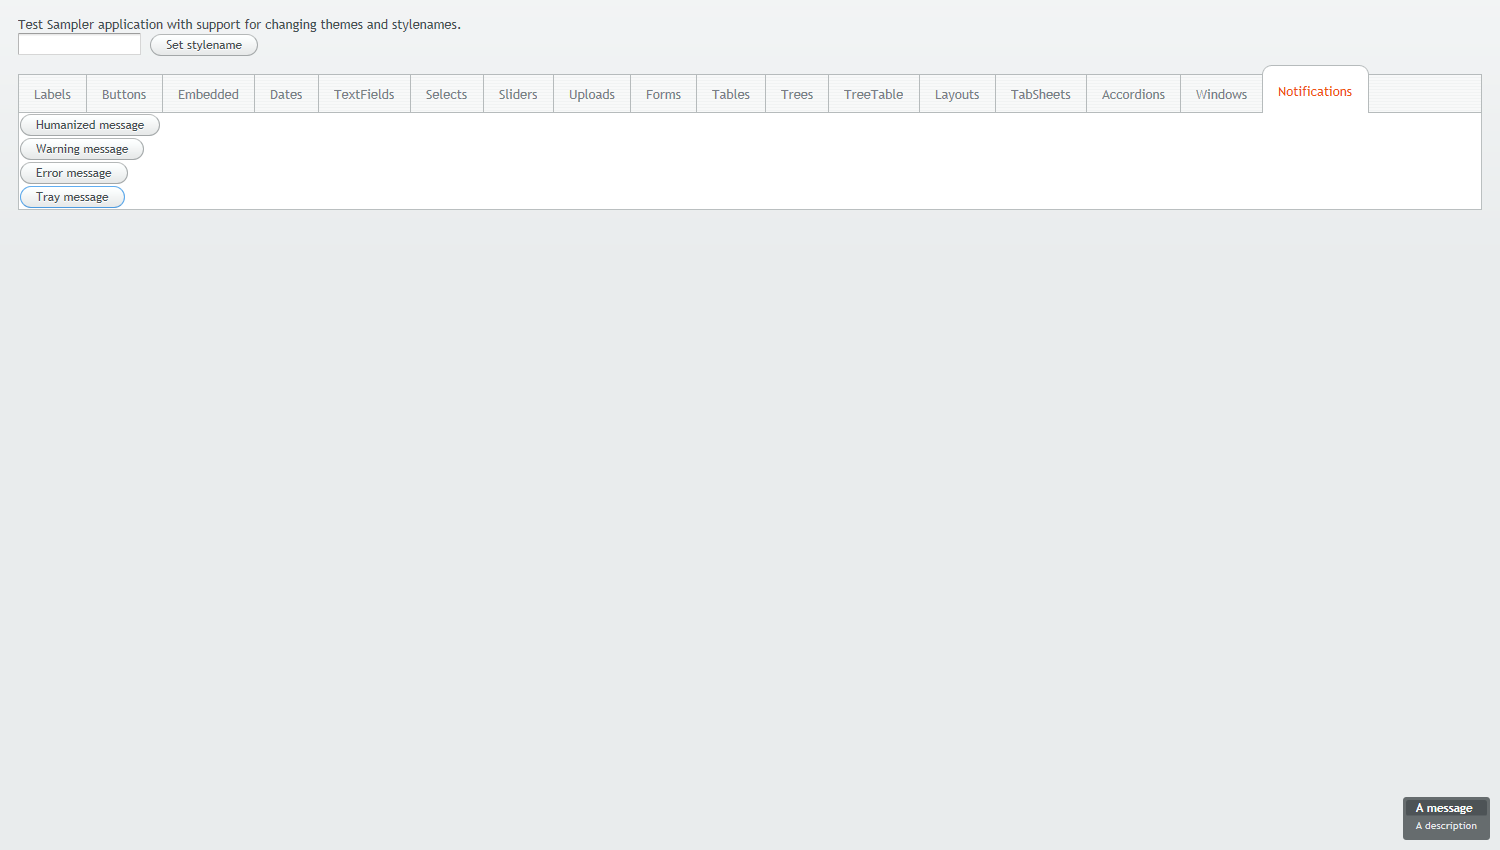 Test Sampler application with support for changing themes and stylenames.
Set stylename
Labels Buttons Embedded Dates TextFields Selects Sliders Uploads Forms Tables Trees TreeTable Layouts TabSheets Accordions Windows Notifications
Humanized message
Warning message
Error message
Tray message
A message
A description